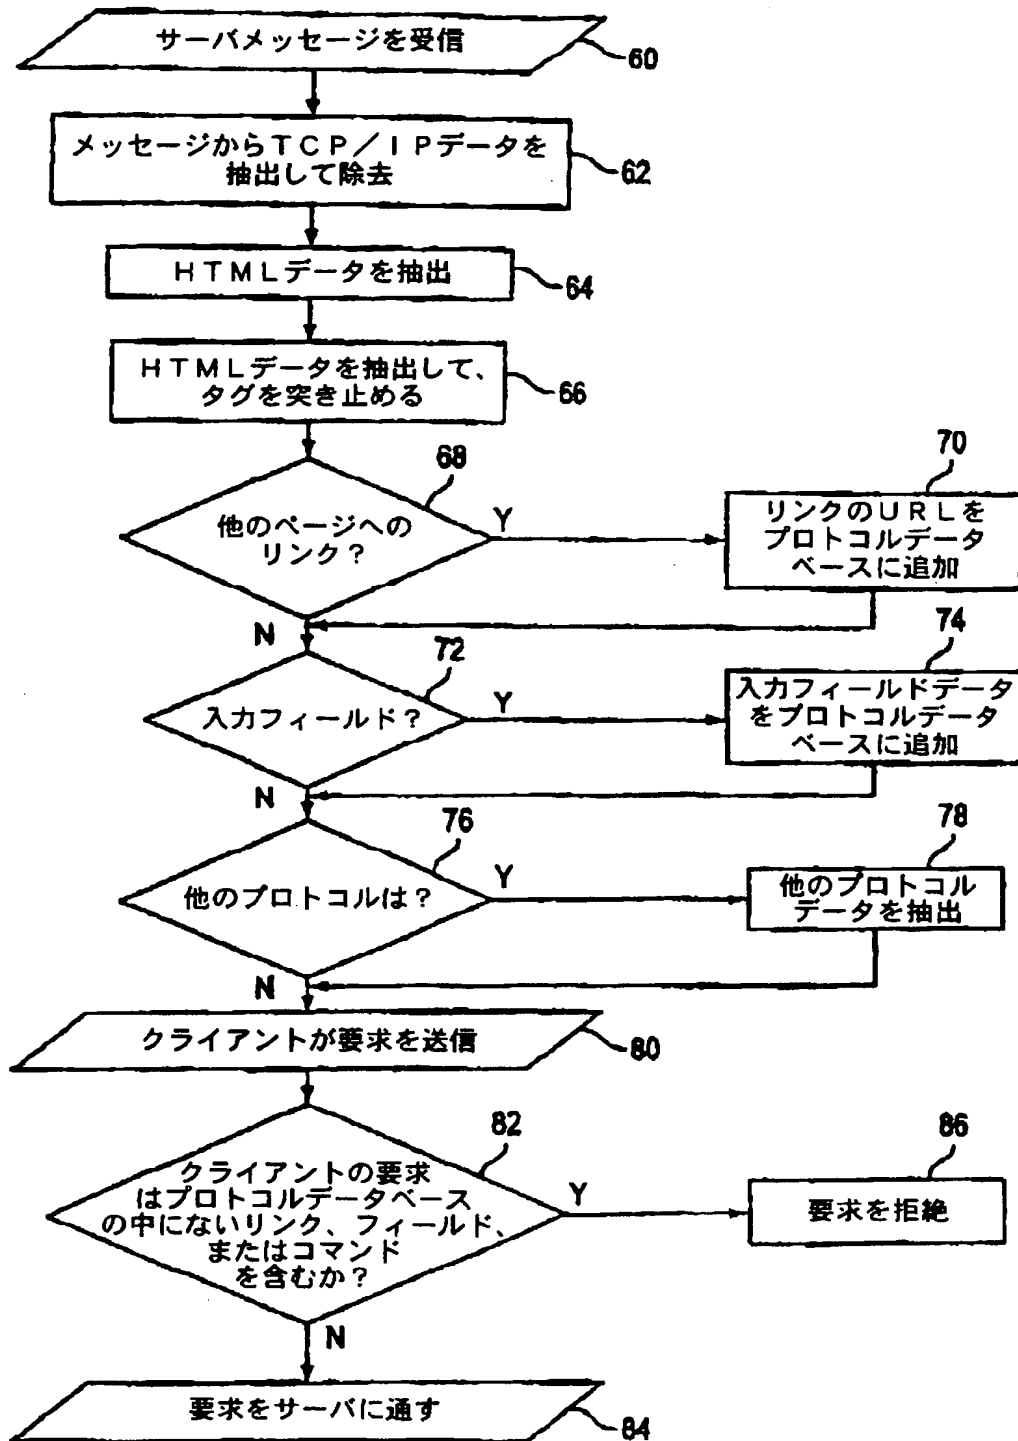 サーバメッセージを受信
60
メッセージからＴＣＰ／ＩＰデータを
抽出して除去
62
ＨＴＭＬデータを抽出
64
ＨＴＭＬデータを抽出して、
タグを突き止める
66
68
他のページへの
リンク？
Y
N
70
リンクのＵＲＬを
プロトコルデータ
ベースに追加
72
入力フィールド？
Y
N
74
入力フィールドデータ
をプロトコルデータ
ベースに追加
76
他のプロトコルは？
Y
N
78
他のプロトコル
データを抽出
クライアントが要求を送信
80
82
クライアントの要求
はプロトコルデータベース
の中にないリンク、フィールド、
またはコマンド
を含むか？
Y
N
86
要求を拒絶
要求をサーバに通す
84